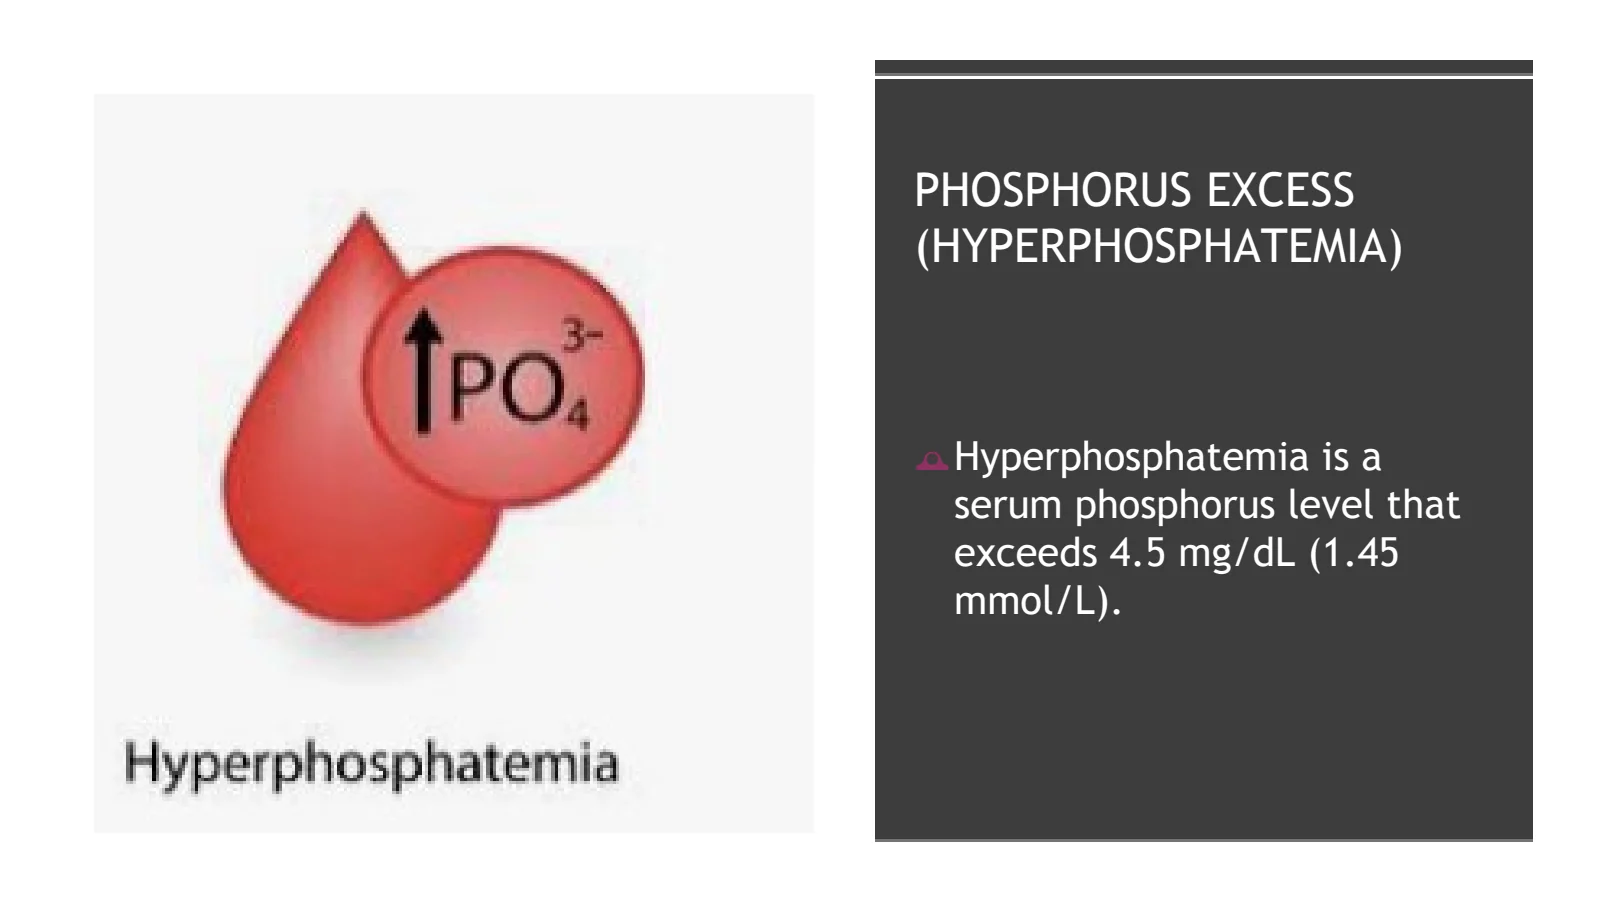 ↑PO₄³⁻
Hyperphosphatemia
PHOSPHORUS EXCESS
(HYPERPHOSPHATEMIA)
Hyperphosphatemia is a
serum phosphorus level that
exceeds 4.5 mg/dL (1.45
mmol/L).